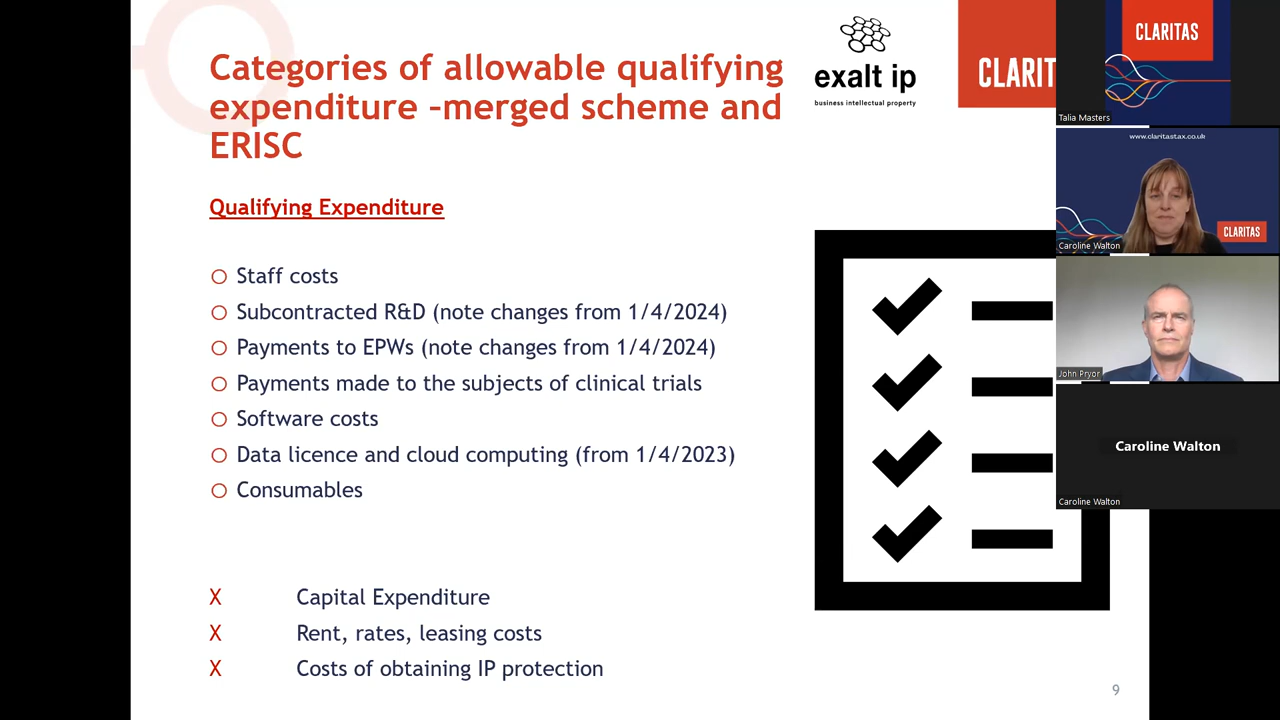 Categories of allowable qualifying
expenditure –merged scheme and
ERISC
exalt ip
business intellectual property
CLARIT
CLARITAS
Talia Masters
www.claritastax.co.uk
CLARITAS
Caroline Walton
John Pryor
Caroline Walton
Caroline Walton
Qualifying Expenditure
Staff costs
Subcontracted R&D (note changes from 1/4/2024)
Payments to EPWs (note changes from 1/4/2024)
Payments made to the subjects of clinical trials
Software costs
Data licence and cloud computing (from 1/4/2023)
Consumables
X Capital Expenditure
X Rent, rates, leasing costs
X Costs of obtaining IP protection
9